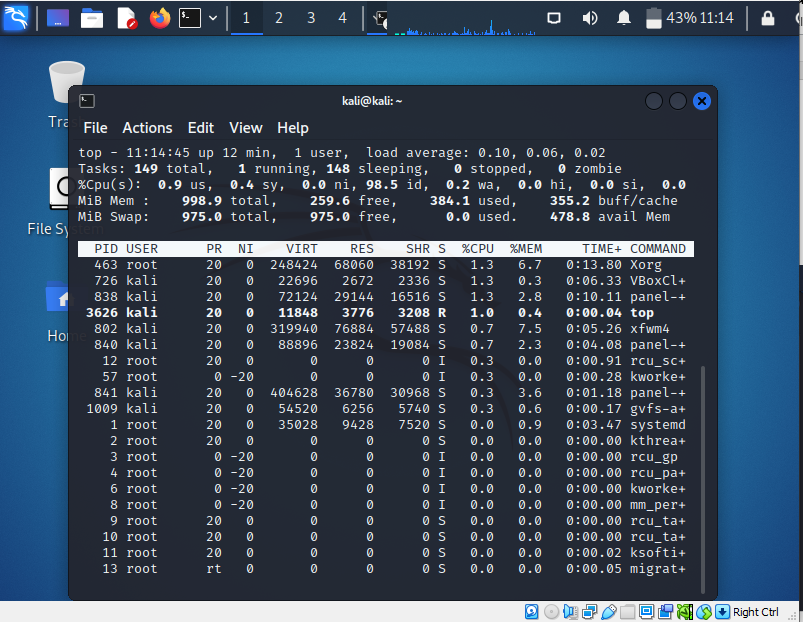 1 2 3 4 43% 11:14
Tras
File System
Home
kali@kali: ~
File Actions Edit View Help
top - 11:14:45 up 12 min,  1 user,  load average: 0.10, 0.06, 0.02
Tasks: 149 total,   1 running, 148 sleeping,   0 stopped,   0 zombie
%Cpu(s):  0.9 us,  0.4 sy,  0.0 ni, 98.5 id,  0.2 wa,  0.0 hi,  0.0 si,  0.0
MiB Mem :    998.9 total,    259.6 free,    384.1 used,    355.2 buff/cache
MiB Swap:    975.0 total,    975.0 free,      0.0 used.    478.8 avail Mem
PID USER      PR  NI    VIRT    RES    SHR S  %CPU  %MEM     TIME+ COMMAND
463 root      20   0  248424  68060  38192 S   1.3   6.7   0:13.80 Xorg
726 kali      20   0   22696   2672   2336 S   1.3   0.3   0:06.33 VBoxCl+
838 kali      20   0   72124  29144  16516 S   1.3   2.8   0:10.11 panel-+
3626 kali      20   0   11848   3776   3208 R   1.0   0.4   0:00.04 top
802 kali      20   0  319940  76884  57488 S   0.7   7.5   0:05.26 xfwm4
840 kali      20   0   88896  23824  19084 S   0.7   2.3   0:04.08 panel-+
12 root      20   0       0      0      0 I   0.3   0.0   0:00.91 rcu_sc+
57 root       0 -20       0      0      0 I   0.3   0.0   0:00.28 kworke+
841 kali      20   0  404628  36780  30968 S   0.3   3.6   0:01.18 panel-+
1009 kali      20   0   54520   6256   5740 S   0.3   0.6   0:00.17 gvfs-a+
1 root      20   0   35028   9428   7520 S   0.0   0.9   0:03.47 systemd
2 root      20   0       0      0      0 S   0.0   0.0   0:00.00 kthrea+
3 root       0 -20       0      0      0 I   0.0   0.0   0:00.00 rcu_gp
4 root       0 -20       0      0      0 I   0.0   0.0   0:00.00 rcu_pa+
6 root       0 -20       0      0      0 I   0.0   0.0   0:00.00 kworke+
8 root       0 -20       0      0      0 I   0.0   0.0   0:00.00 mm_per+
9 root      20   0       0      0      0 S   0.0   0.0   0:00.00 rcu_ta+
10 root      20   0       0      0      0 S   0.0   0.0   0:00.00 rcu_ta+
11 root      20   0       0      0      0 S   0.0   0.0   0:00.02 ksofti+
13 root      rt   0       0      0      0 S   0.0   0.0   0:00.05 migrat+
Right Ctrl